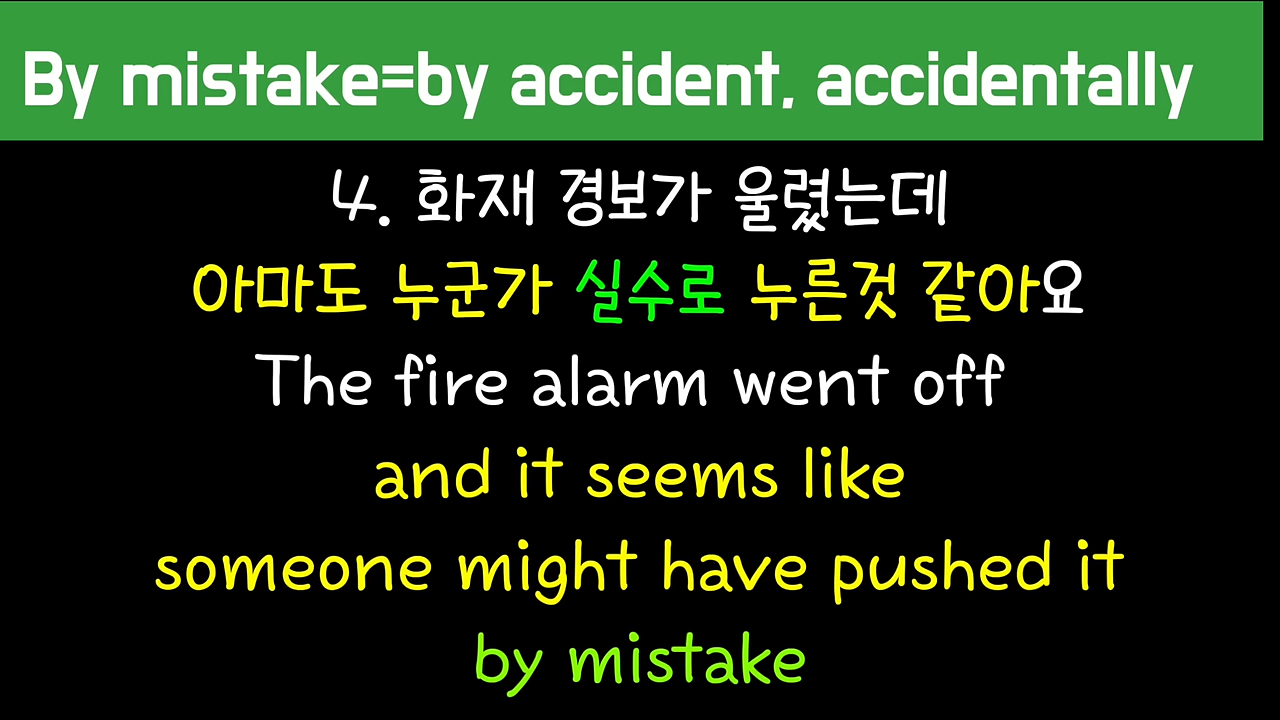 By mistake=by accident, accidentally
4. 화재 경보가 울렸는데
아마도 누군가 실수로 누른것 같아요
The fire alarm went off
and it seems like
someone might have pushed it
by mistake